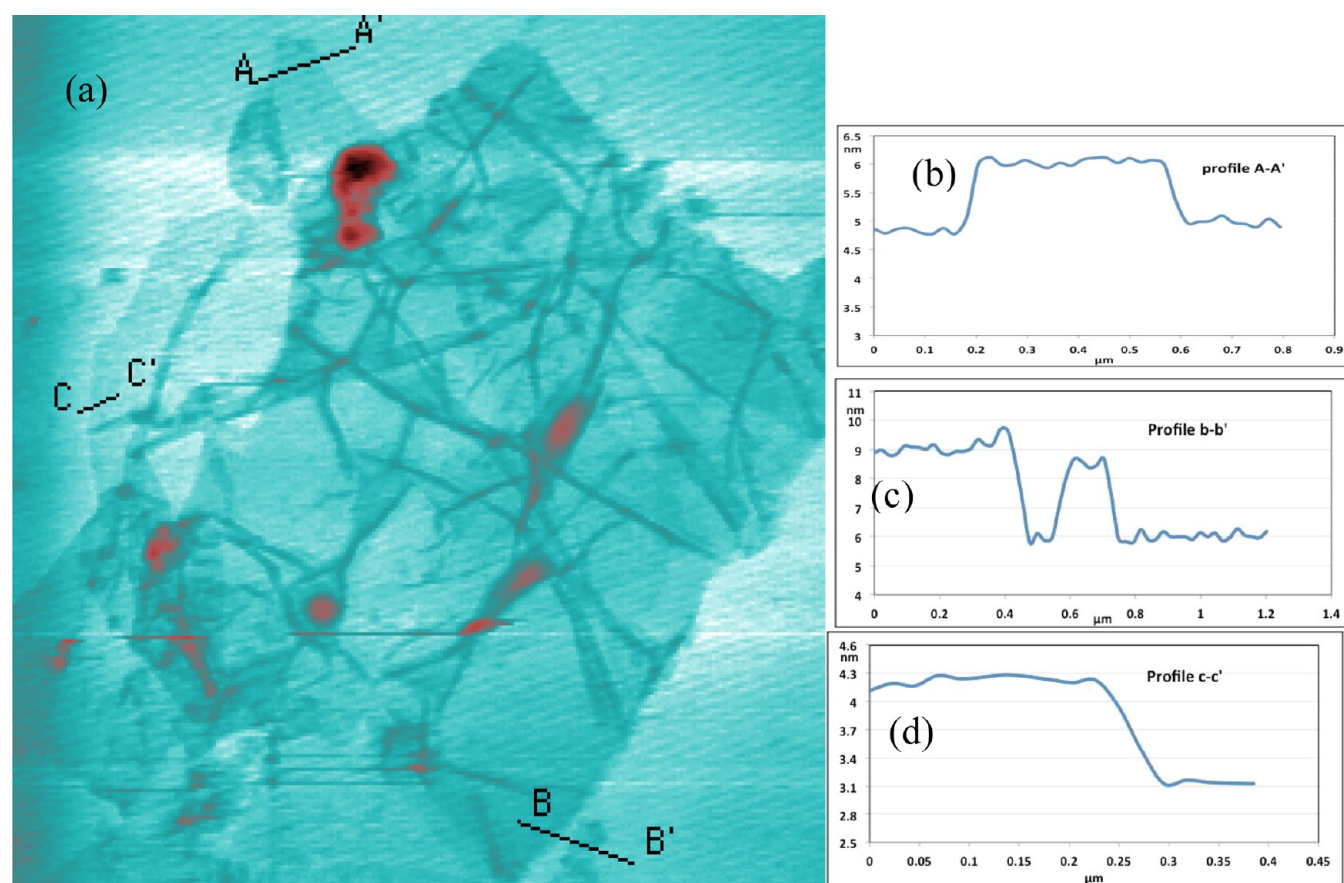 (a)
A A'
C C'
B B'
(b)
profile A-A'
6.5
nm
6
5.5
5
4.5
4
3.5
3
0 0.1 0.2 0.3 0.4 0.5 0.6 0.7 0.8 0.9
µm
(c)
Profile b-b'
11
nm
10
9
8
7
6
5
4
0 0.2 0.4 0.6 0.8 1 1.2 1.4
µm
(d)
Profile c-c'
4.6
nm
4.3
4
3.7
3.4
3.1
2.8
2.5
0 0.05 0.1 0.15 0.2 0.25 0.3 0.35 0.4 0.45
µm